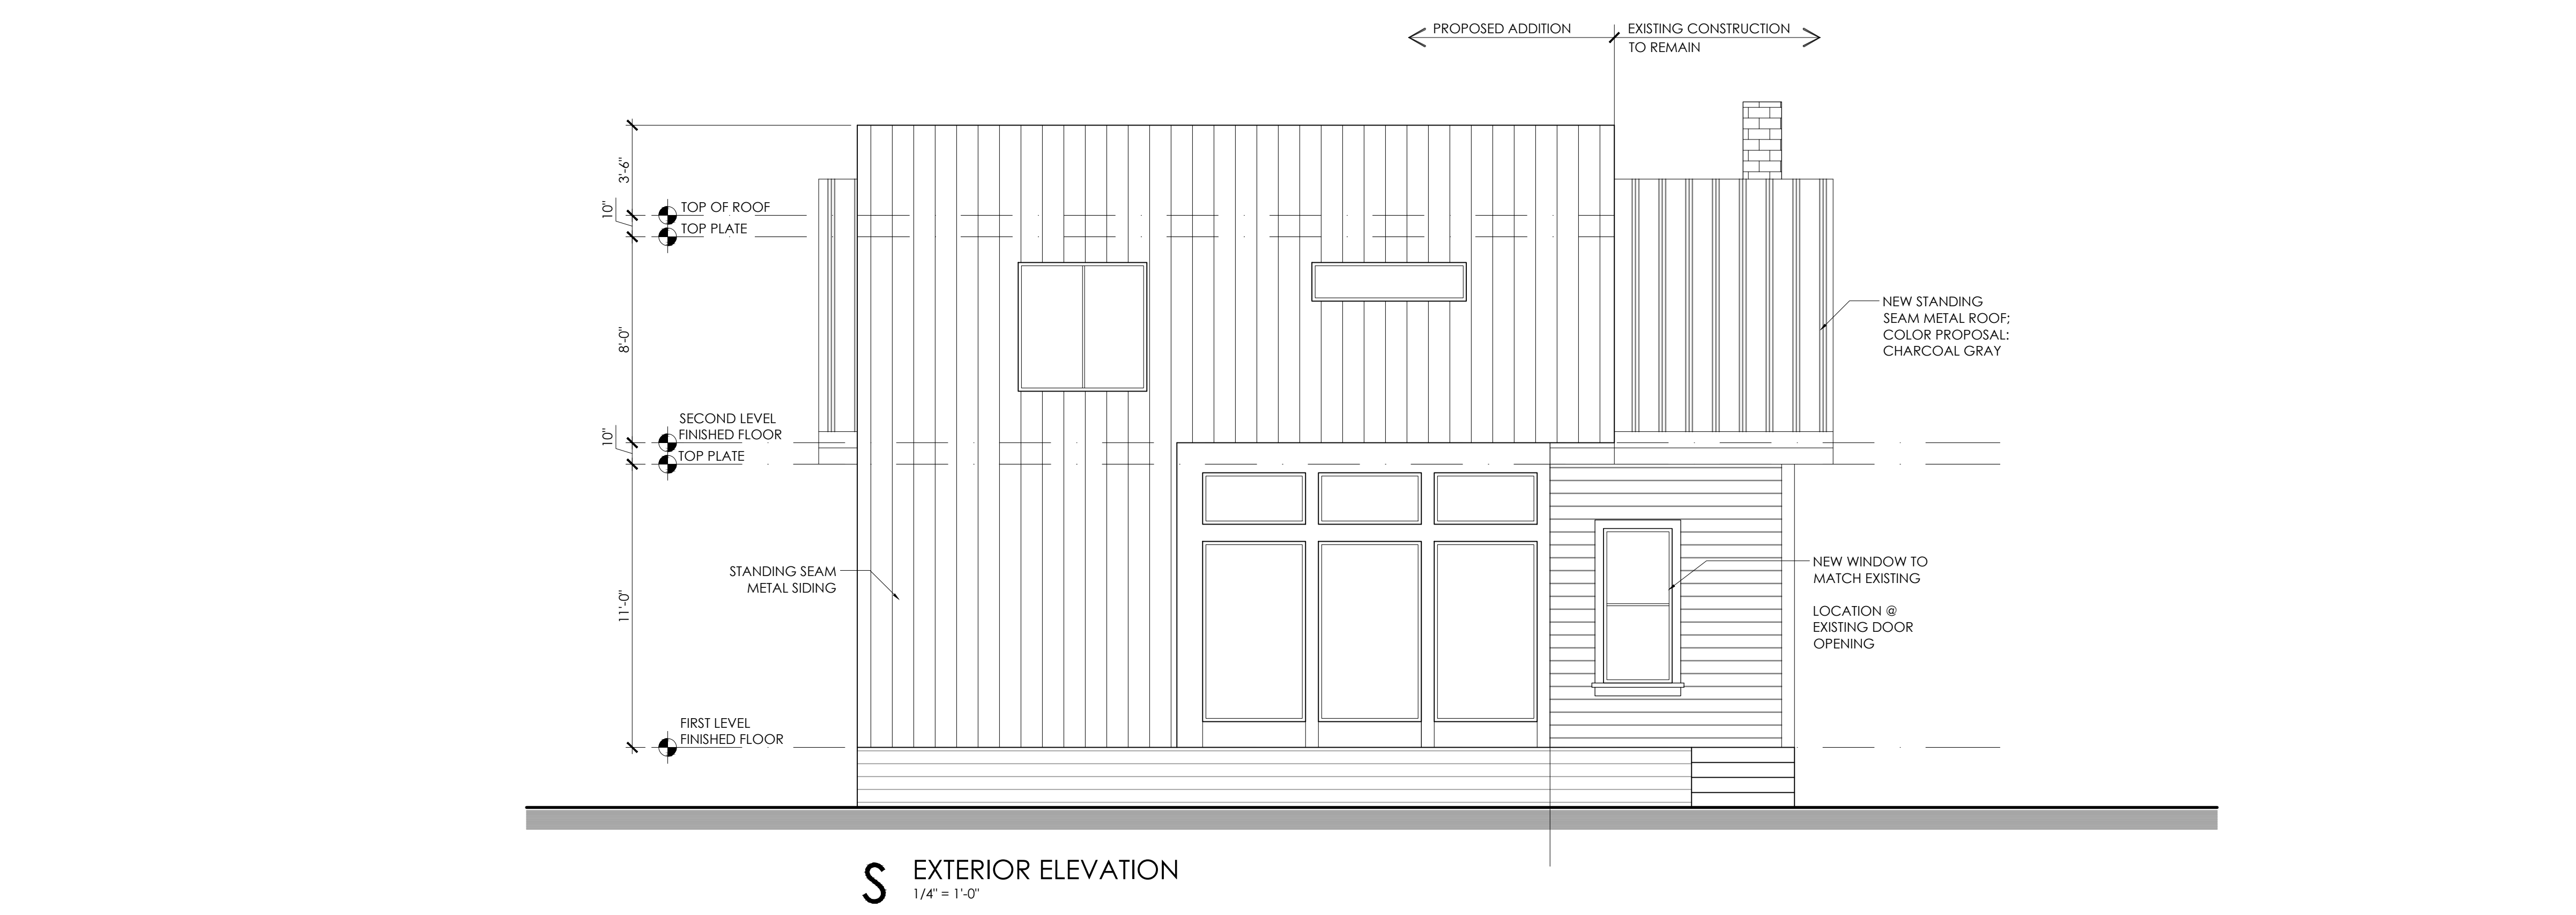 PROPOSED ADDITION
EXISTING CONSTRUCTION
TO REMAIN
3'-6"
10"
TOP OF ROOF
TOP PLATE
8'-0"
NEW STANDING
SEAM METAL ROOF;
COLOR PROPOSAL:
CHARCOAL GRAY
10"
SECOND LEVEL
FINISHED FLOOR
TOP PLATE
11'-0"
STANDING SEAM
METAL SIDING
NEW WINDOW TO
MATCH EXISTING
LOCATION @
EXISTING DOOR
OPENING
FIRST LEVEL
FINISHED FLOOR
S EXTERIOR ELEVATION
1/4" = 1'-0"